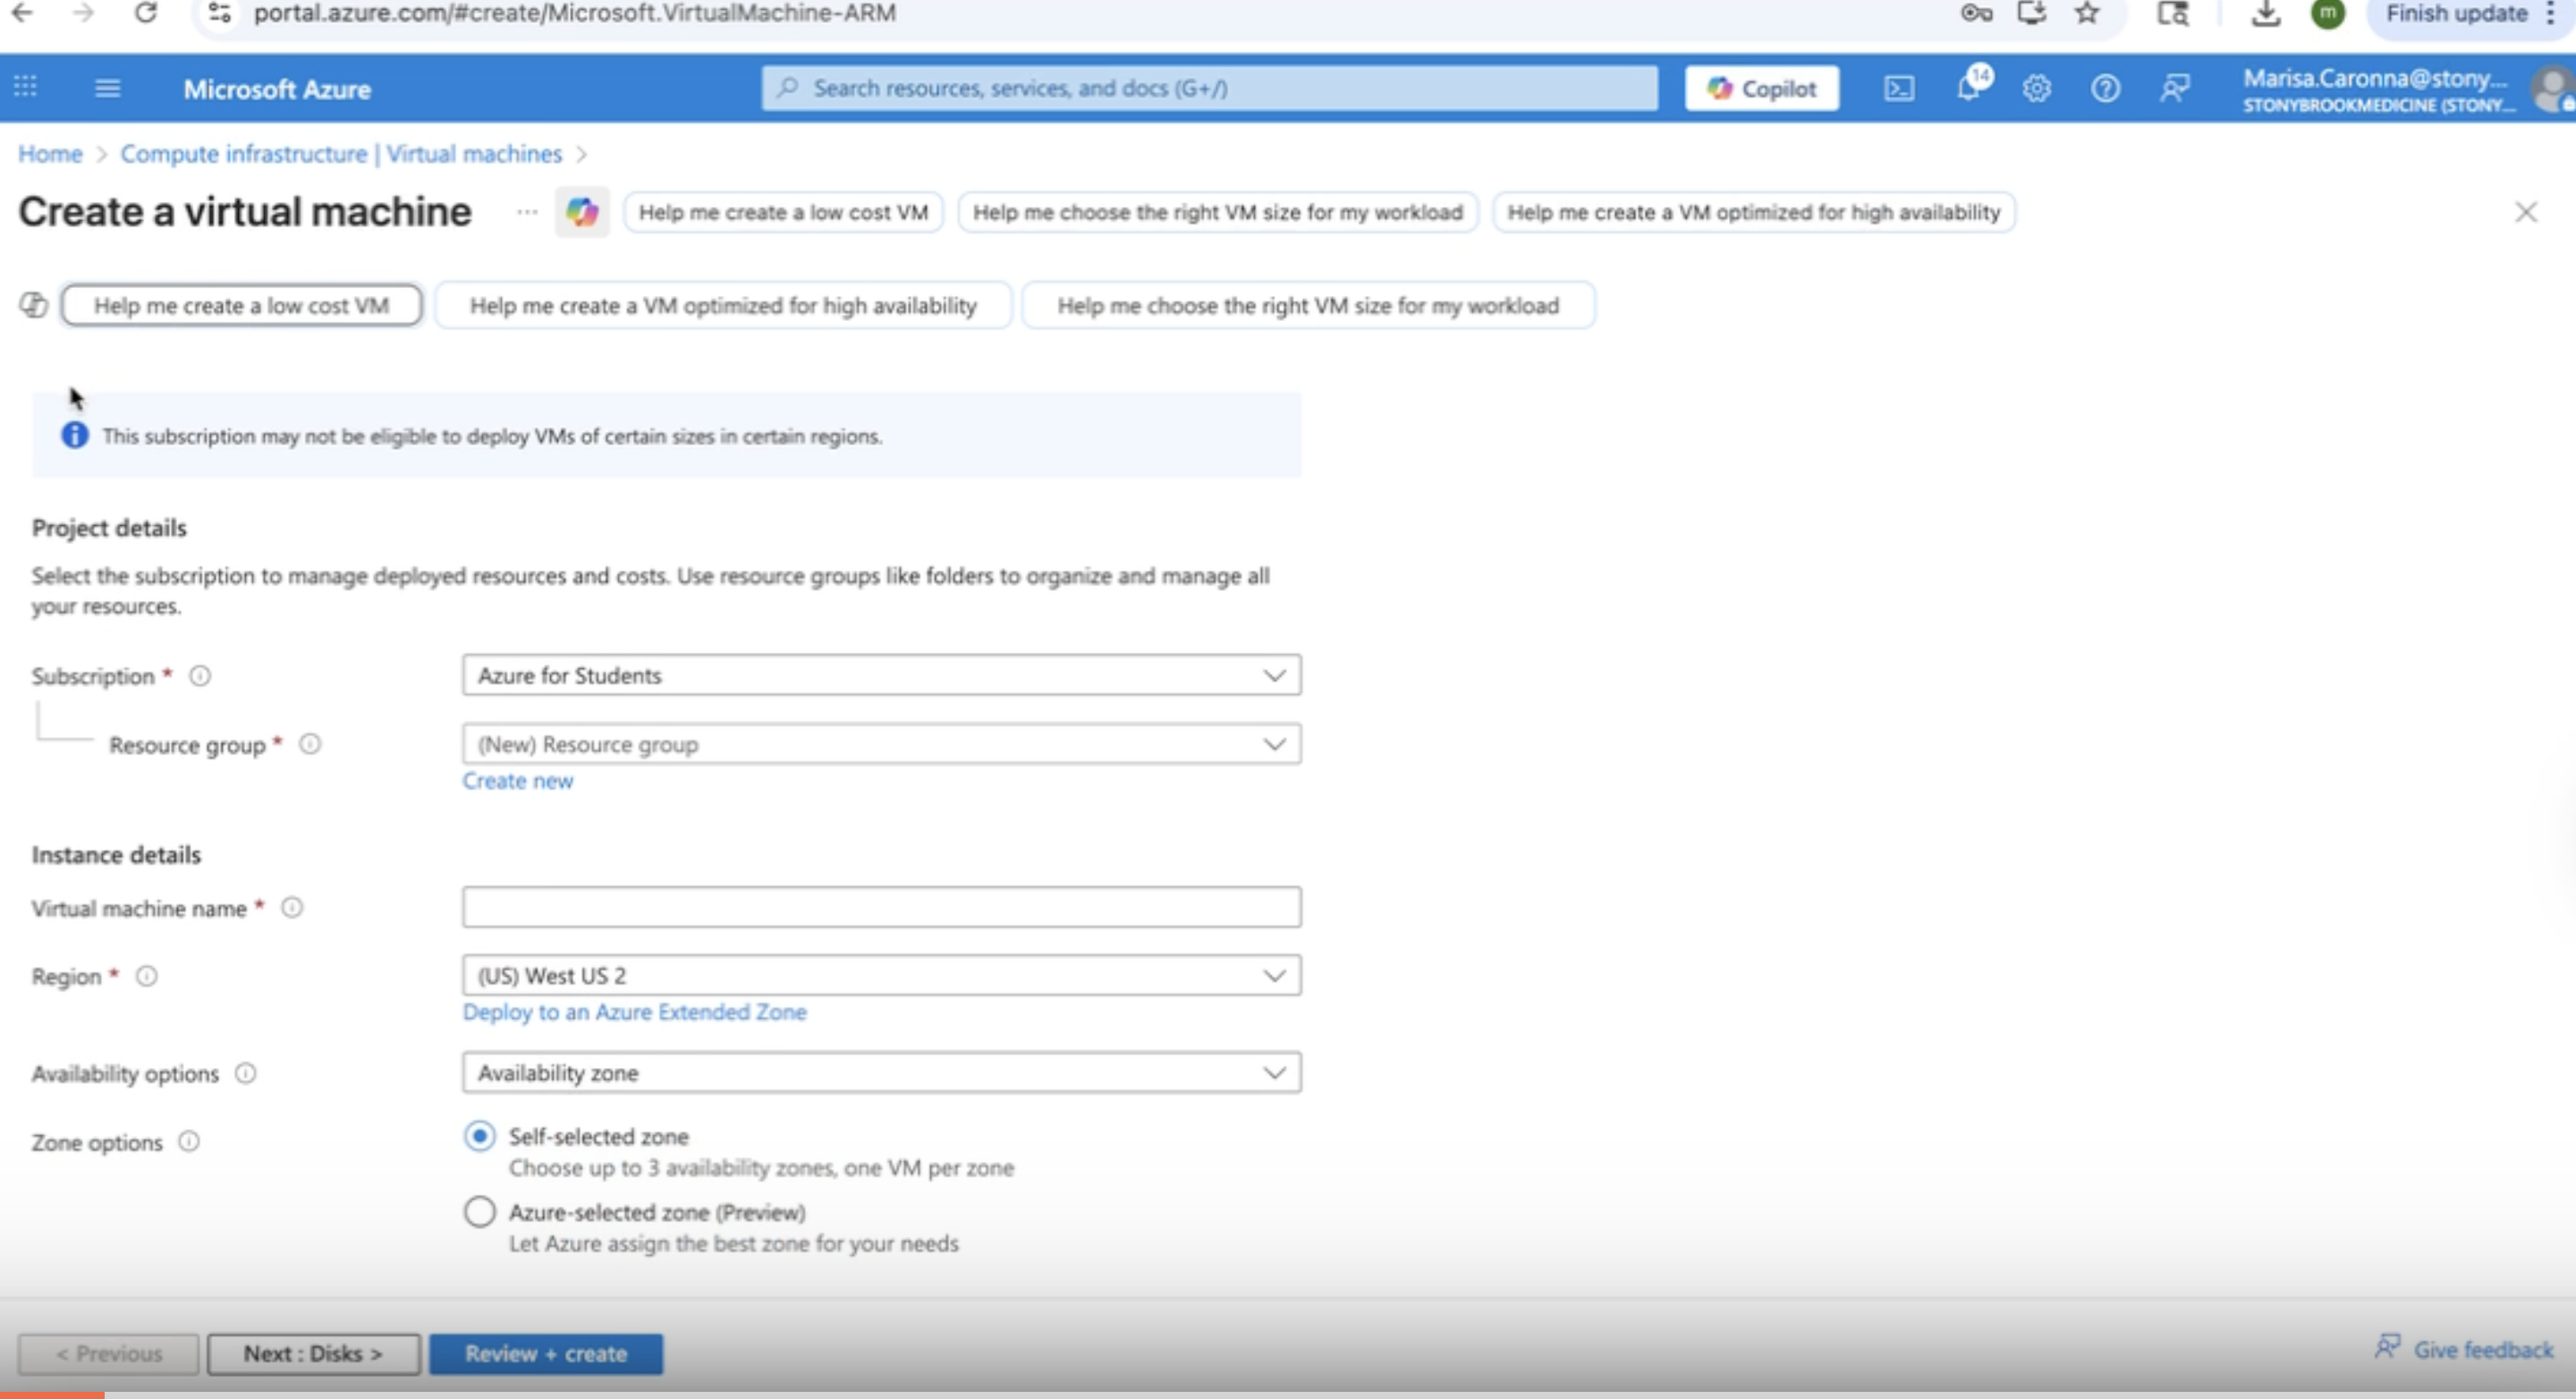 portal.azure.com/#create/Microsoft.VirtualMachine-ARM
m
Finish update
Microsoft Azure
Search resources, services, and docs (G+/)
Copilot
14
Marisa.Caronna@stony...
STONYBROOKMEDICINE (STONY...
Home > Compute infrastructure | Virtual machines >
Create a virtual machine ...
Help me create a low cost VM
Help me choose the right VM size for my workload
Help me create a VM optimized for high availability
Help me create a low cost VM
Help me create a VM optimized for high availability
Help me choose the right VM size for my workload
This subscription may not be eligible to deploy VMs of certain sizes in certain regions.
Project details
Select the subscription to manage deployed resources and costs. Use resource groups like folders to organize and manage all
your resources.
Subscription *
Azure for Students
Resource group *
(New) Resource group
Create new
Instance details
Virtual machine name *
Region *
(US) West US 2
Deploy to an Azure Extended Zone
Availability options
Availability zone
Zone options
Self-selected zone
Choose up to 3 availability zones, one VM per zone
Azure-selected zone (Preview)
Let Azure assign the best zone for your needs
< Previous
Next : Disks >
Review + create
Give feedback